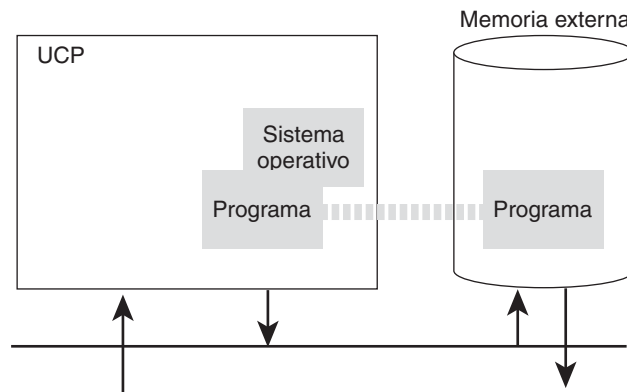 Memoria externa
UCP
Sistema
operativo
Programa
Programa